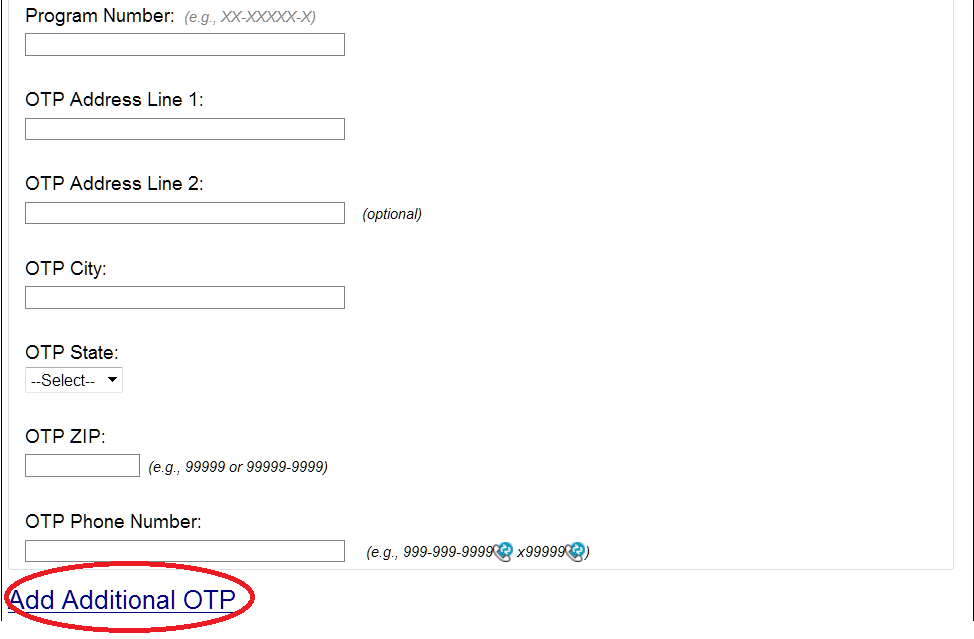 Program Number: (e.g., XX-XXXXX-X)
OTP Address Line 1:
OTP Address Line 2:
(optional)
OTP City:
OTP State:
--Select--
OTP ZIP:
(e.g., 99999 or 99999-9999)
OTP Phone Number:
(e.g., 999-999-9999 x99999)
Add Additional OTP